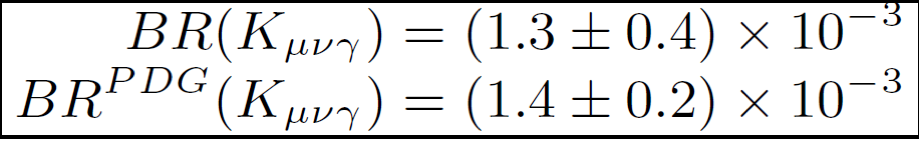 BR(K_{μνγ}) = (1.3 ± 0.4) × 10^{−3}
BR^{PDG}(K_{μνγ}) = (1.4 ± 0.2) × 10^{−3}